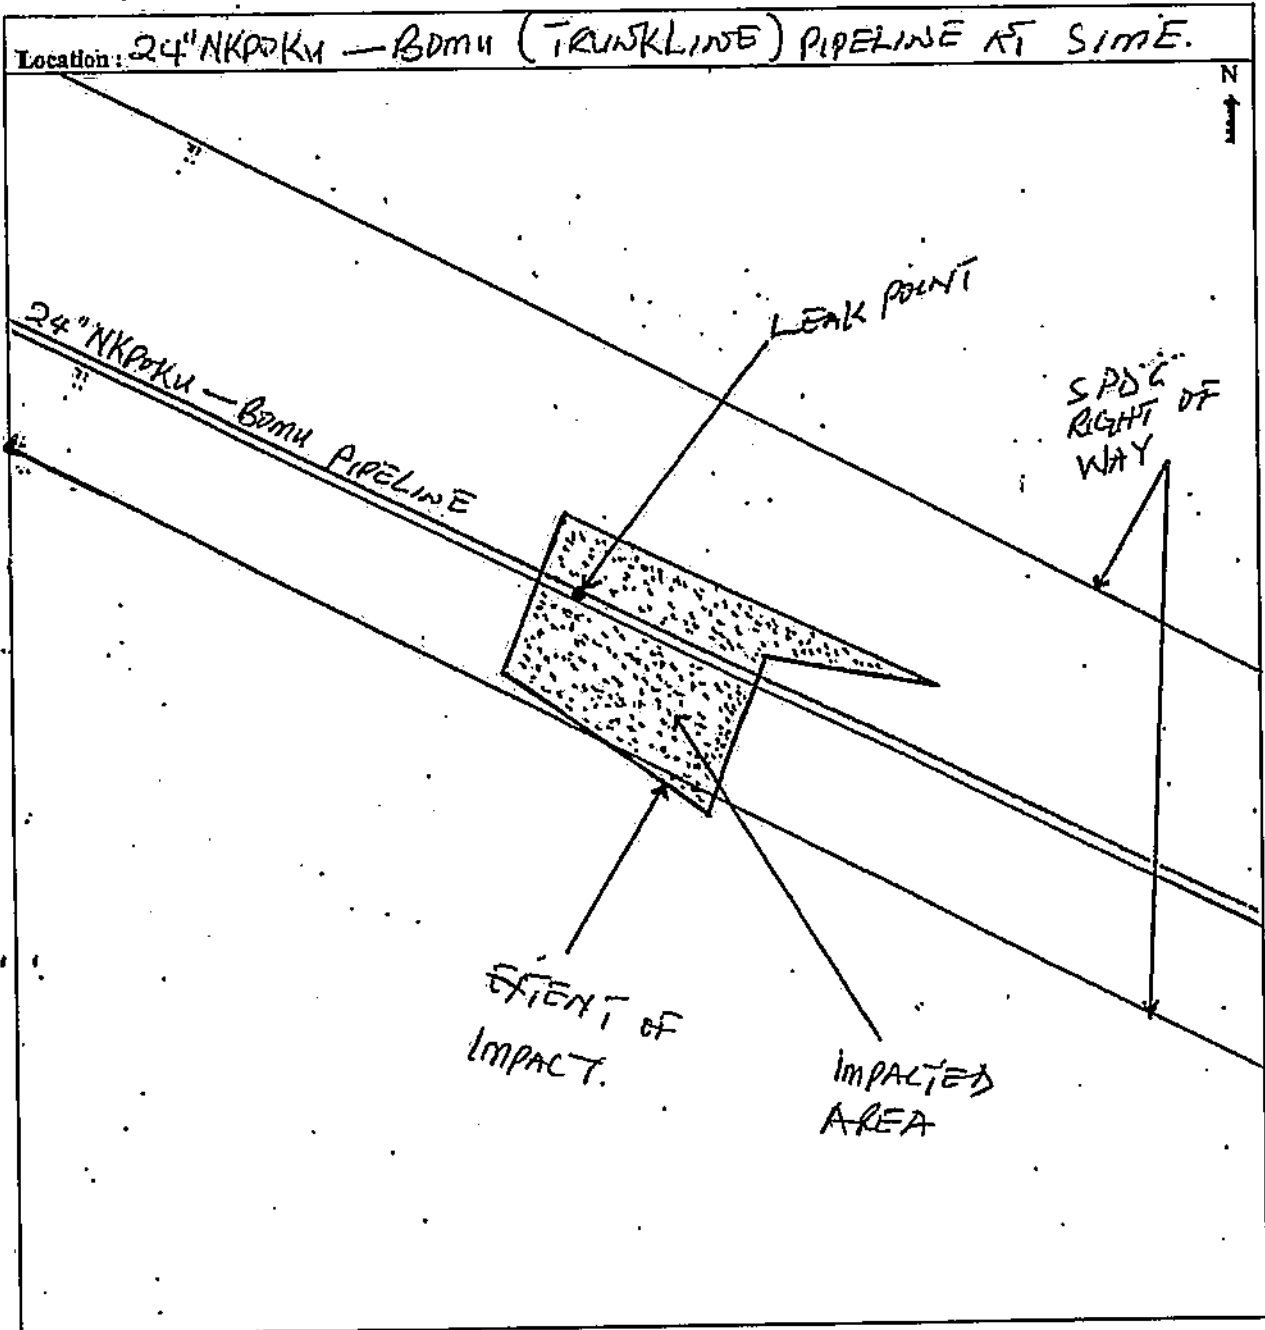 Location: 24" NKPOKU — BOMU (TRUNKLINE) PIPELINE AT SIME.
N
LEAK POINT
24" NKPOKU — BOMU PIPELINE
SPDC
RIGHT OF
WAY
EXTENT OF
IMPACT.
IMPACTED
AREA